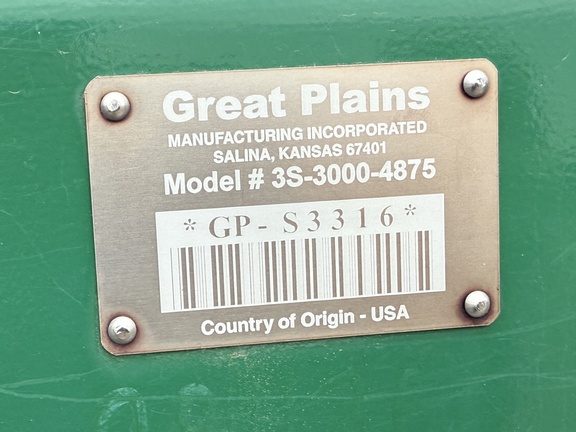 Great Plains
MANUFACTURING INCORPORATED
SALINA, KANSAS 67401
Model # 3S-3000-4875
*GP-S3316*
Country of Origin - USA